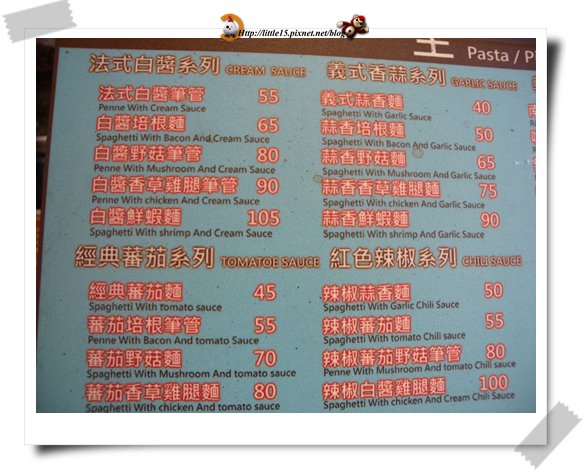 Http://little15.pixnet.net/blog
主 Pasta / P
法式白醬系列 CREAM SAUCE
法式白醬筆管 55
Penne With Cream Sauce
白醬培根麵 65
Spaghetti With Bacon And Cream Sauce
白醬野菇筆管 80
Penne With Mushroom And Cream Sauce
白醬香草雞腿筆管 90
Penne With chicken And Cream Sauce
白醬鮮蝦麵 105
Spaghetti With shrimp And Cream Sauce
義式香蒜系列 GARLIC SAUCE
義式蒜香麵 40
Spaghetti With Garlic Sauce
蒜香培根麵 50
Spaghetti With Bacon And Garlic Sauce
蒜香野菇麵 65
Spaghetti With Mushroom And Garlic Sauce
蒜香香草雞腿麵 75
Spaghetti With chicken And Garlic Sauce
蒜香鮮蝦麵 90
Spaghetti With shrimp And Garlic Sauce
經典蕃茄系列 TOMATOE SAUCE
經典蕃茄麵 45
Spaghetti With tomato sauce
蕃茄培根筆管 55
Penne With Bacon And tomato Sauce
蕃茄野菇麵 70
Spaghetti With Mushroom And tomato sauce
蕃茄香草雞腿麵 80
Spaghetti With chicken And tomato sauce
紅色辣椒系列 CHILI SAUCE
辣椒蒜香麵 50
Spaghetti With Garlic Chili Sauce
辣椒蕃茄麵 55
Spaghetti With tomato Chili Sauce
辣椒蕃茄野菇筆管 80
Penne With Mushroom And tomato Chili Sauce
辣椒白醬雞腿麵 100
Spaghetti With chicken And Cream Chili Sauce